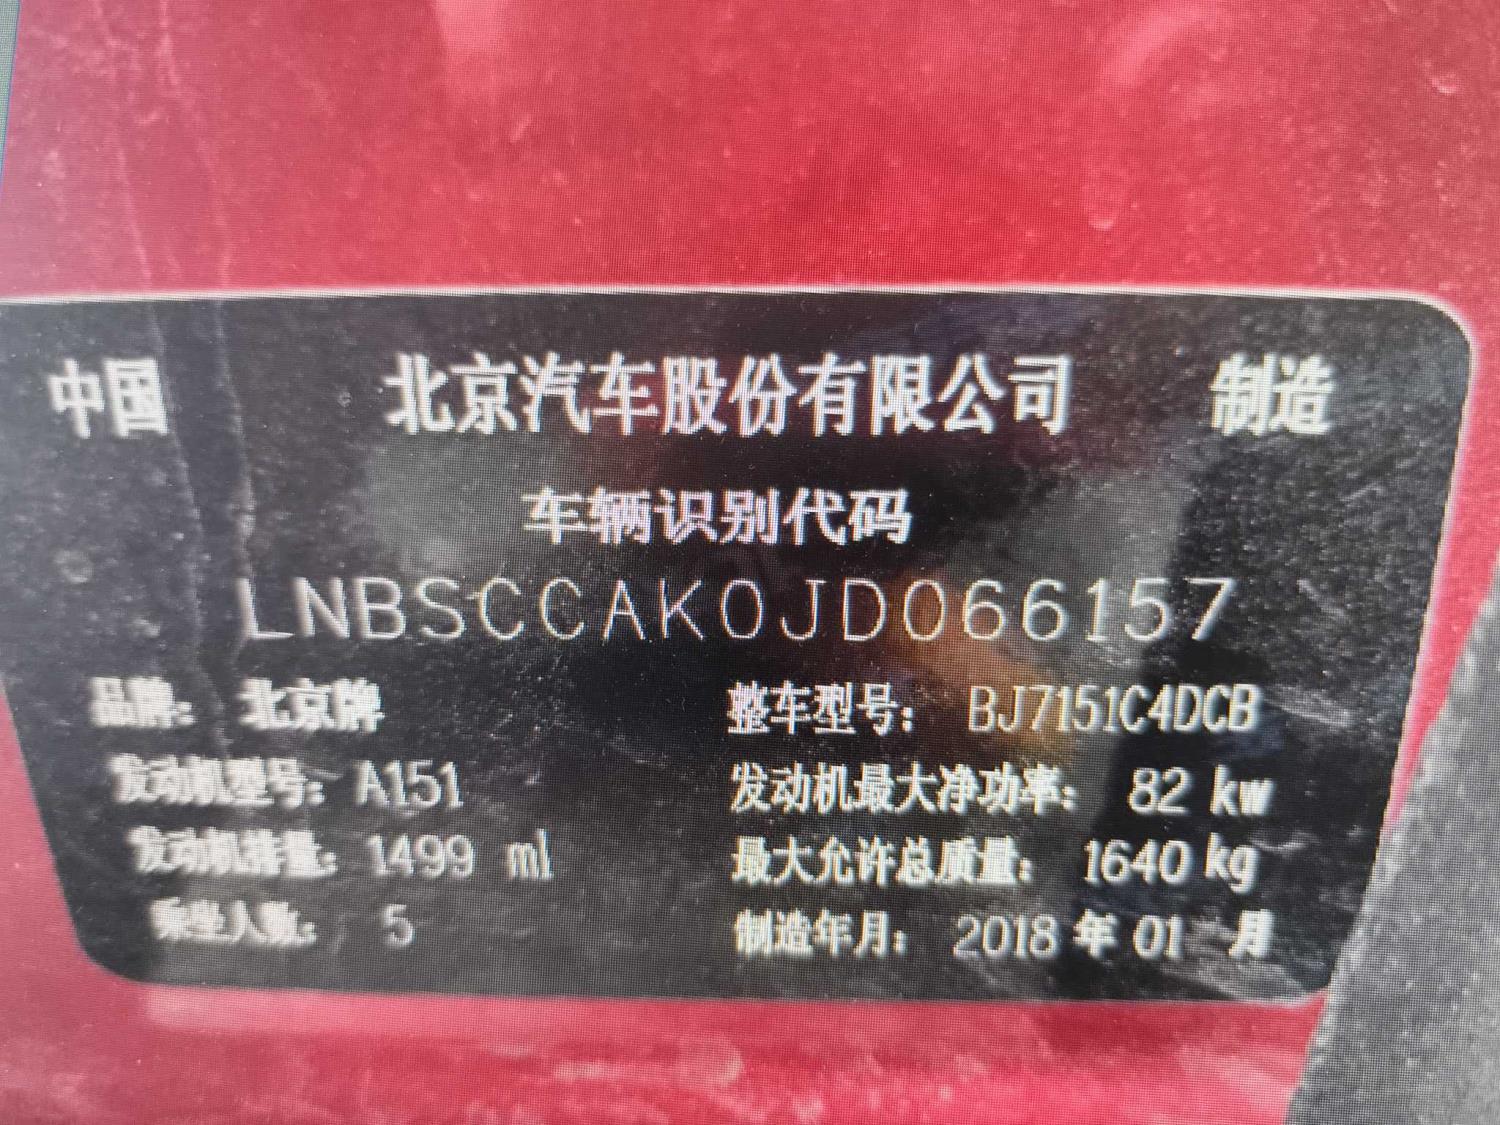 中国 北京汽车股份有限公司 制造
车辆识别代码
LNBSCCAK0JD066157
品牌: 北京牌 整车型号: BJ7151C4DCB
发动机型号: A151 发动机最大净功率: 82 kw
发动机排量: 1499 ml 最大允许总质量: 1640 kg
乘坐人数: 5 制造年月: 2018 年 01 月